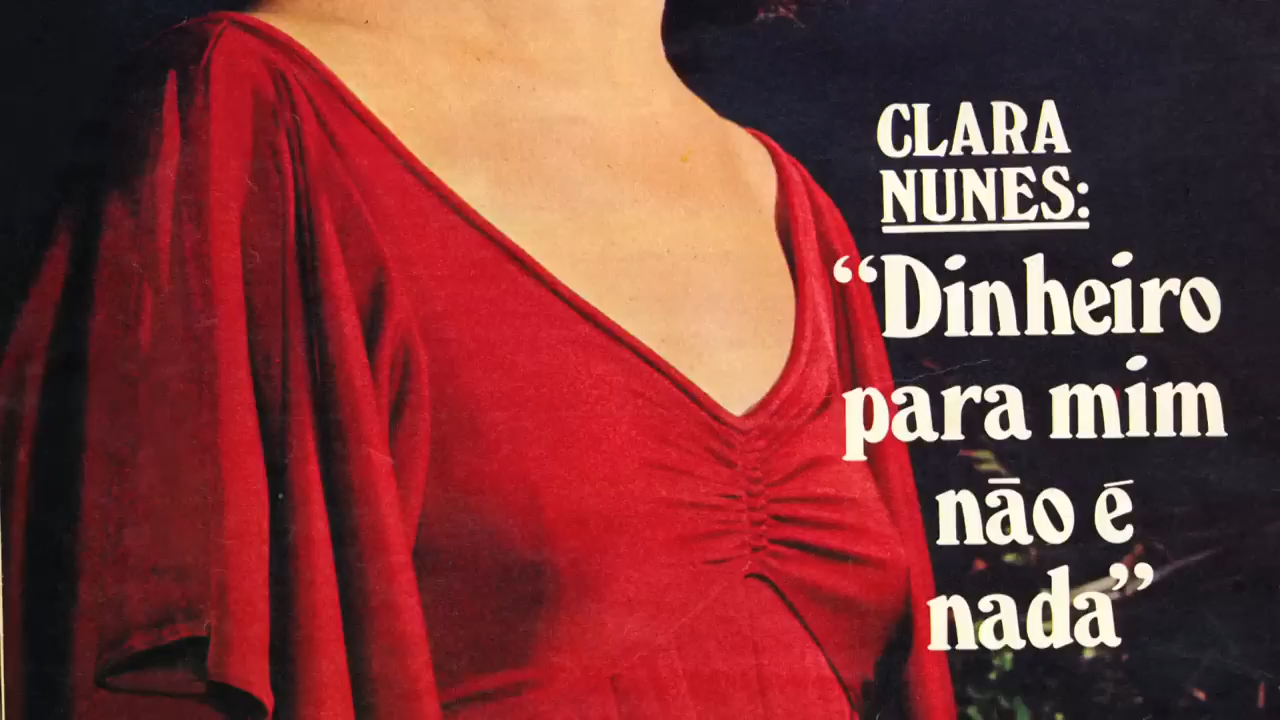 CLARA
NUNES:
“Dinheiro
para mim
não é
nada”